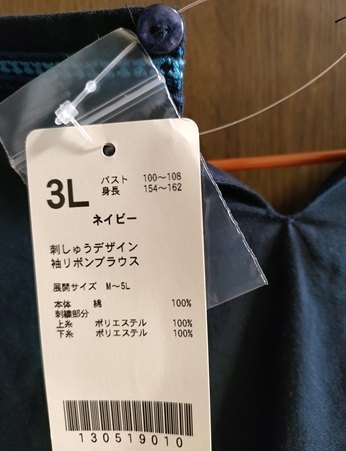 3L
バスト 100～108
身長 154～162
ネイビー
刺しゅうデザイン
袖リボンブラウス
展開サイズ M～5L
本体 綿 100%
刺繍部分
上糸 ポリエステル 100%
下糸 ポリエステル 100%
130519010